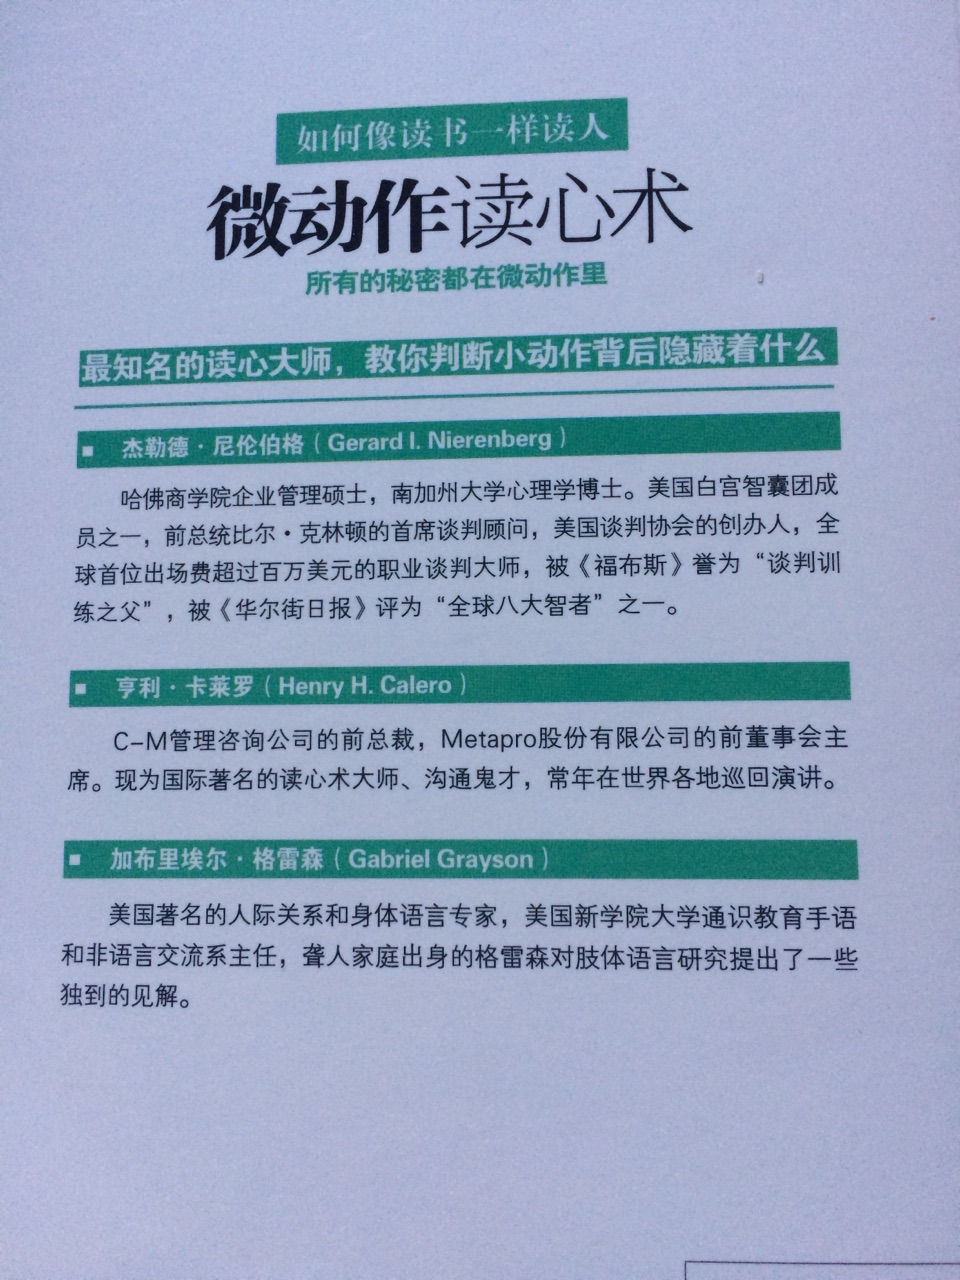 如何像读书一样读人
微动作读心术
所有的秘密都在微动作里
最知名的读心大师，教你判断小动作背后隐藏着什么
■ 杰勒德·尼伦伯格（Gerard I. Nierenberg）
哈佛商学院企业管理硕士，南加州大学心理学博士。美国白宫智囊团成
员之一，前总统比尔·克林顿的首席谈判顾问，美国谈判协会的创办人，全
球首位出场费超过百万美元的职业谈判大师，被《福布斯》誉为“谈判训
练之父”，被《华尔街日报》评为“全球八大智者”之一。
■ 亨利·卡莱罗（Henry H. Calero）
C-M管理咨询公司的前总裁，Metapro股份有限公司的前董事会主
席。现为国际著名的读心术大师、沟通鬼才，常年在世界各地巡回演讲。
■ 加布里埃尔·格雷森（Gabriel Grayson）
美国著名的人际关系和身体语言专家，美国新学院大学通识教育手语
和非语言交流系主任，聋人家庭出身的格雷森对肢体语言研究提出了一些
独到的见解。